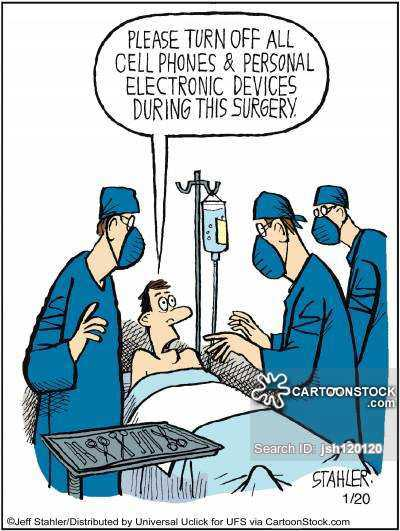 PLEASE TURN OFF ALL
CELL PHONES & PERSONAL
ELECTRONIC DEVICES
DURING THIS SURGERY.
CARTOONSTOCK
.com
Search ID: jsh120120
STAHLER.
1/20
©Jeff Stahler/Distributed by Universal Uclick for UFS via CartoonStock.com